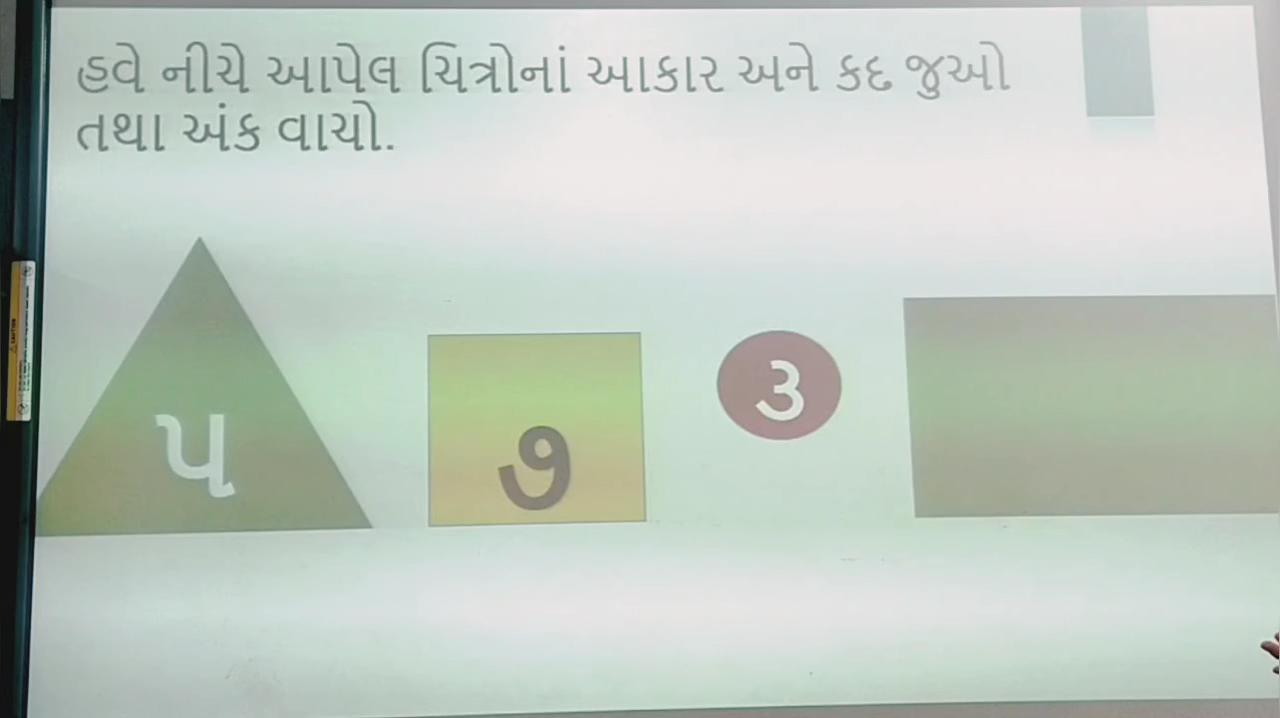 હવે નીચે આપેલ ચિત્રોનાં આકાર અને કદ જુઓ
તથા અંક વાચો.
૫ ૭ ૩